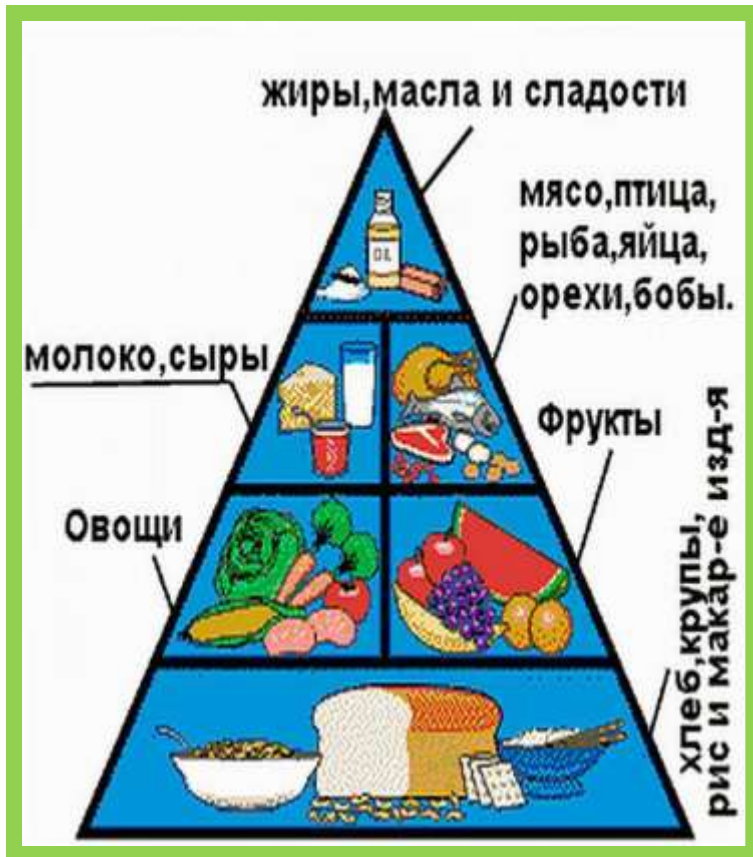 жиры,масла и сладости
мясо,птица,
рыба,яйца,
орехи,бобы.
молоко,сыры
Фрукты
Овощи
хлеб,крупы,
рис и макар-е изд-я
OIL